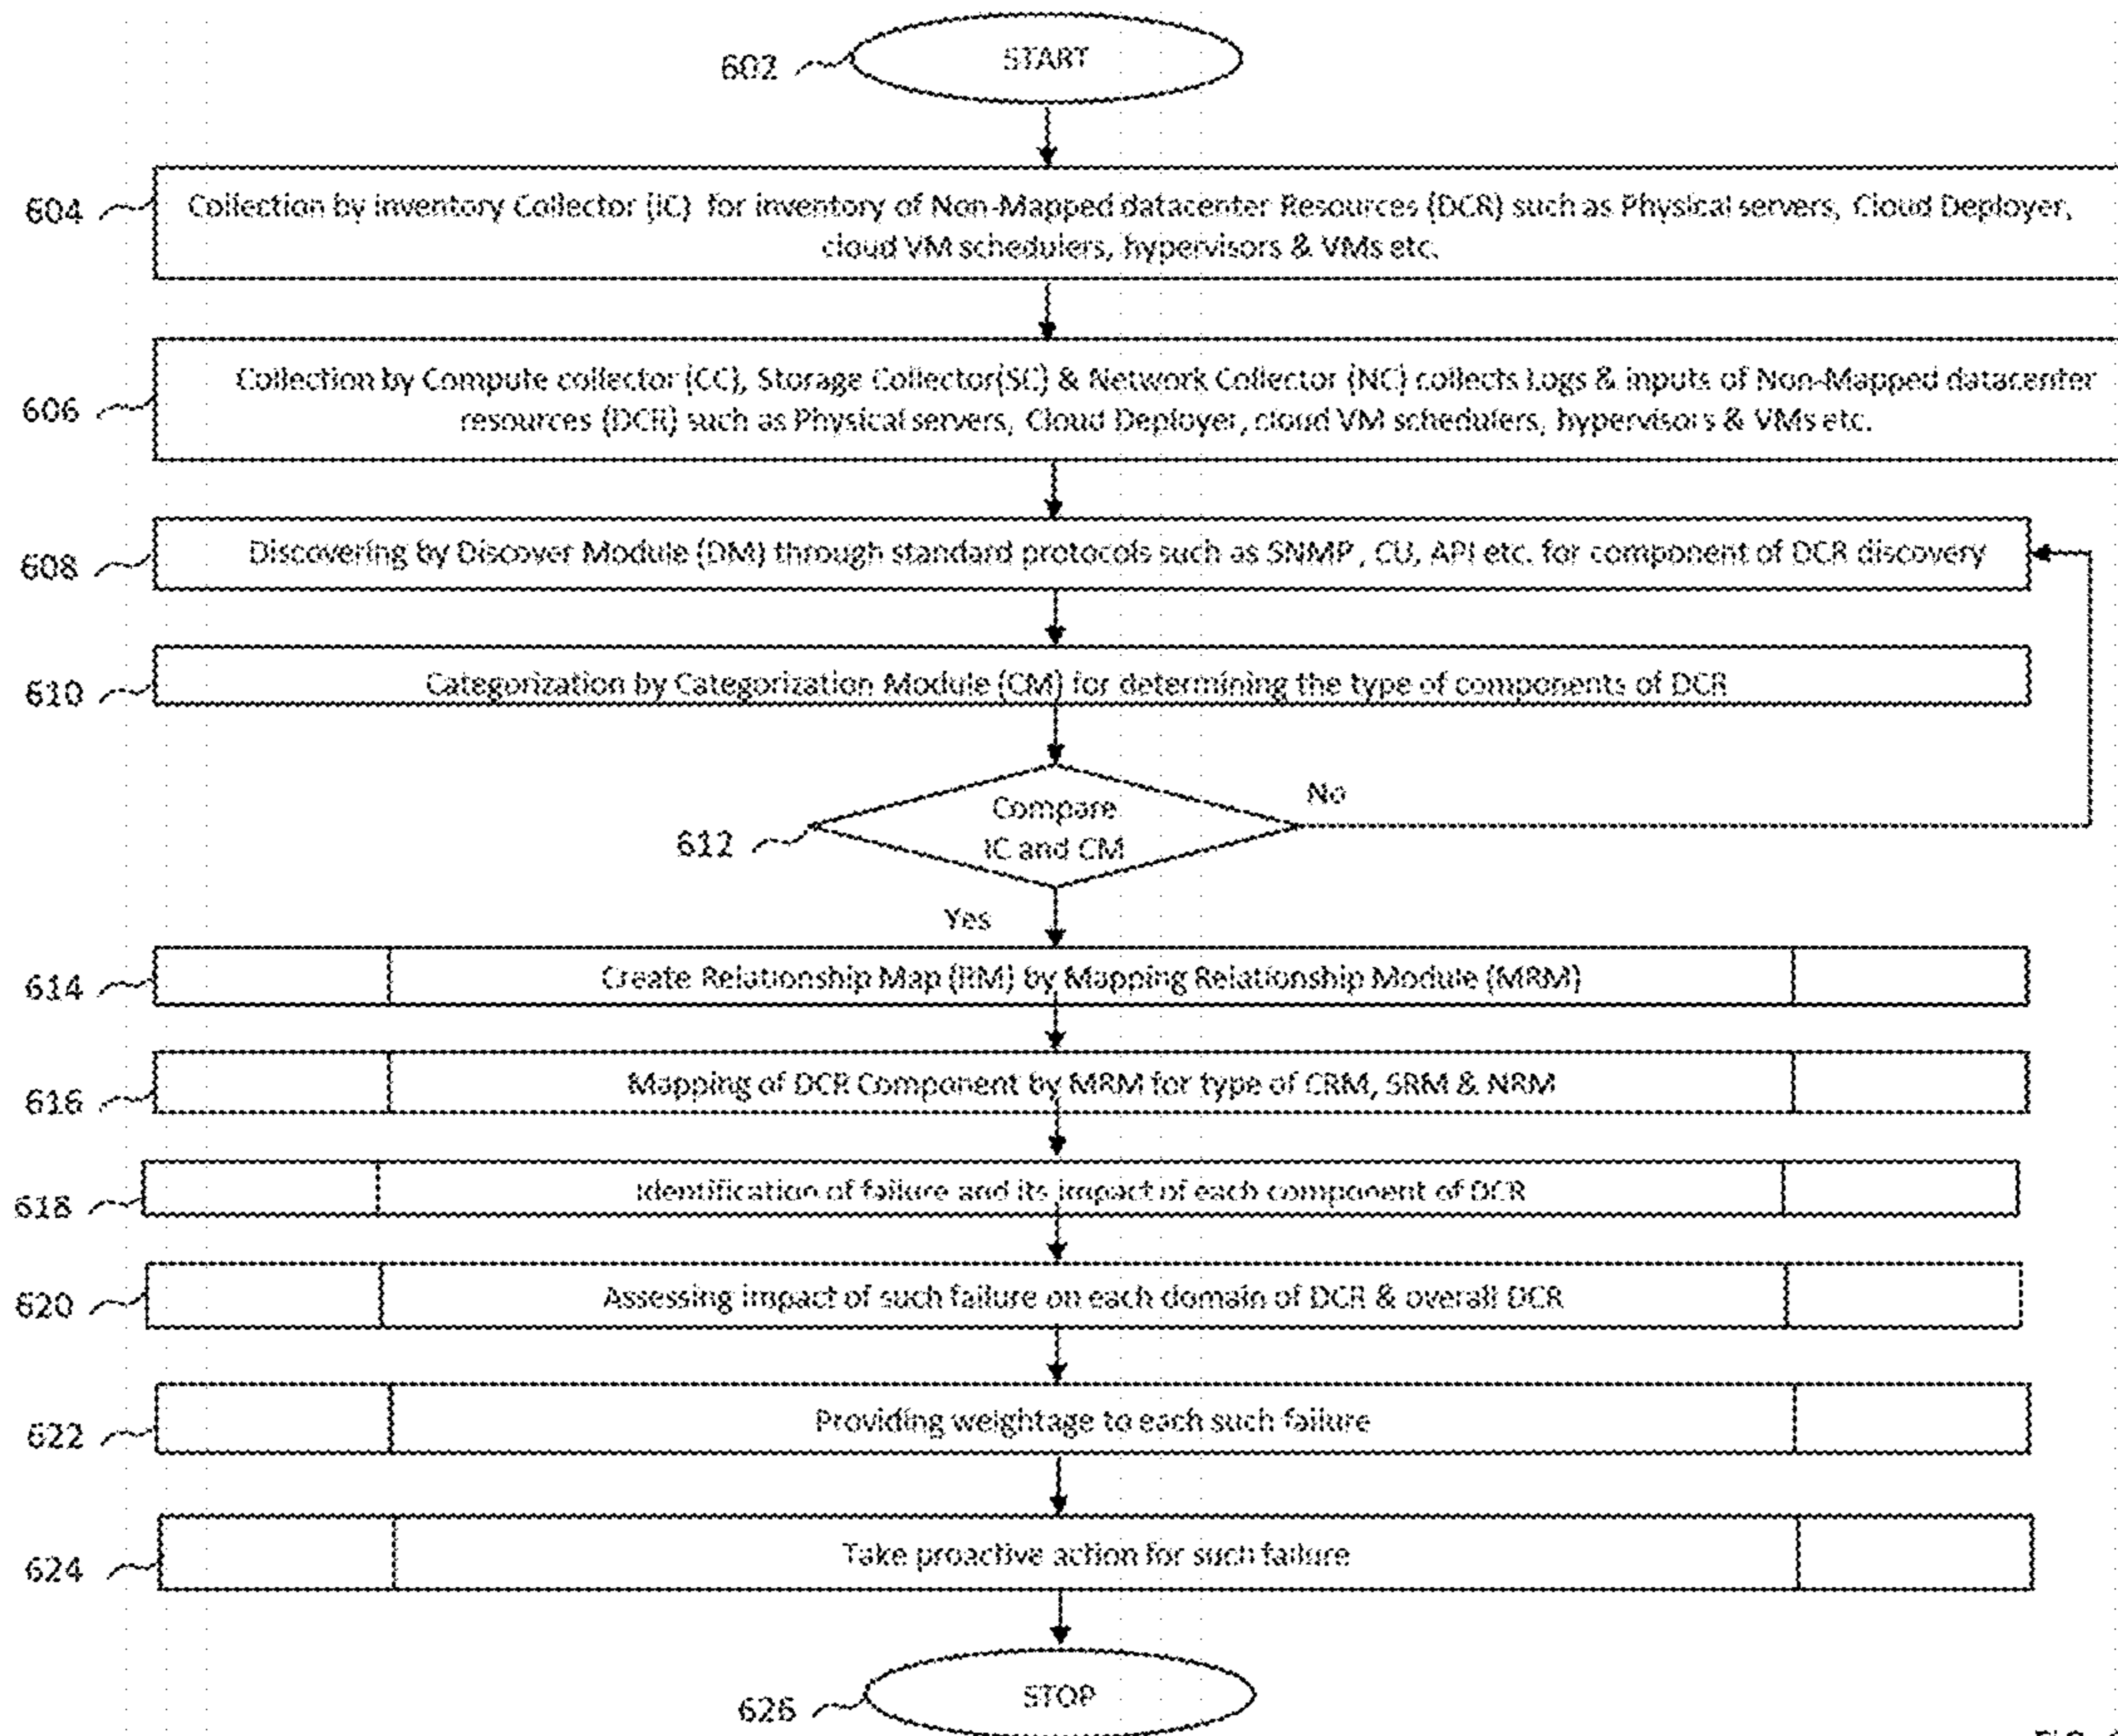 602
START
604
Collection by Inventory Collector (IC) for inventory of Non-Mapped datacenter Resources (DCR) such as Physical servers, Cloud Deployer,
cloud VM schedulers, hypervisors & VMs etc.
606
Collection by Compute collector (CC), Storage Collector(SC) & Network Collector (NC) collects Logs & inputs of Non-Mapped datacenter
resources (DCR) such as Physical servers, Cloud Deployer, cloud VM schedulers, hypervisors & VMs etc.
608
Discovering by Discover Module (DM) through standard protocols such as SNMP, CLI, API etc. for component of DCR discovery
610
Categorization by Categorization Module (CM) for determining the type of components of DCR
612
Compare
IC and CM
No
Yes
614
Create Relationship Map (RM) by Mapping Relationship Module (MRM)
616
Mapping of DCR Component by MRM for type of CRM, SRM & NRM
618
Identification of failure and its impact of each component of DCR
620
Assessing impact of such failure on each domain of DCR & overall DCR
622
Providing weightage to each such failure
624
Take proactive action for such failure
626
STOP